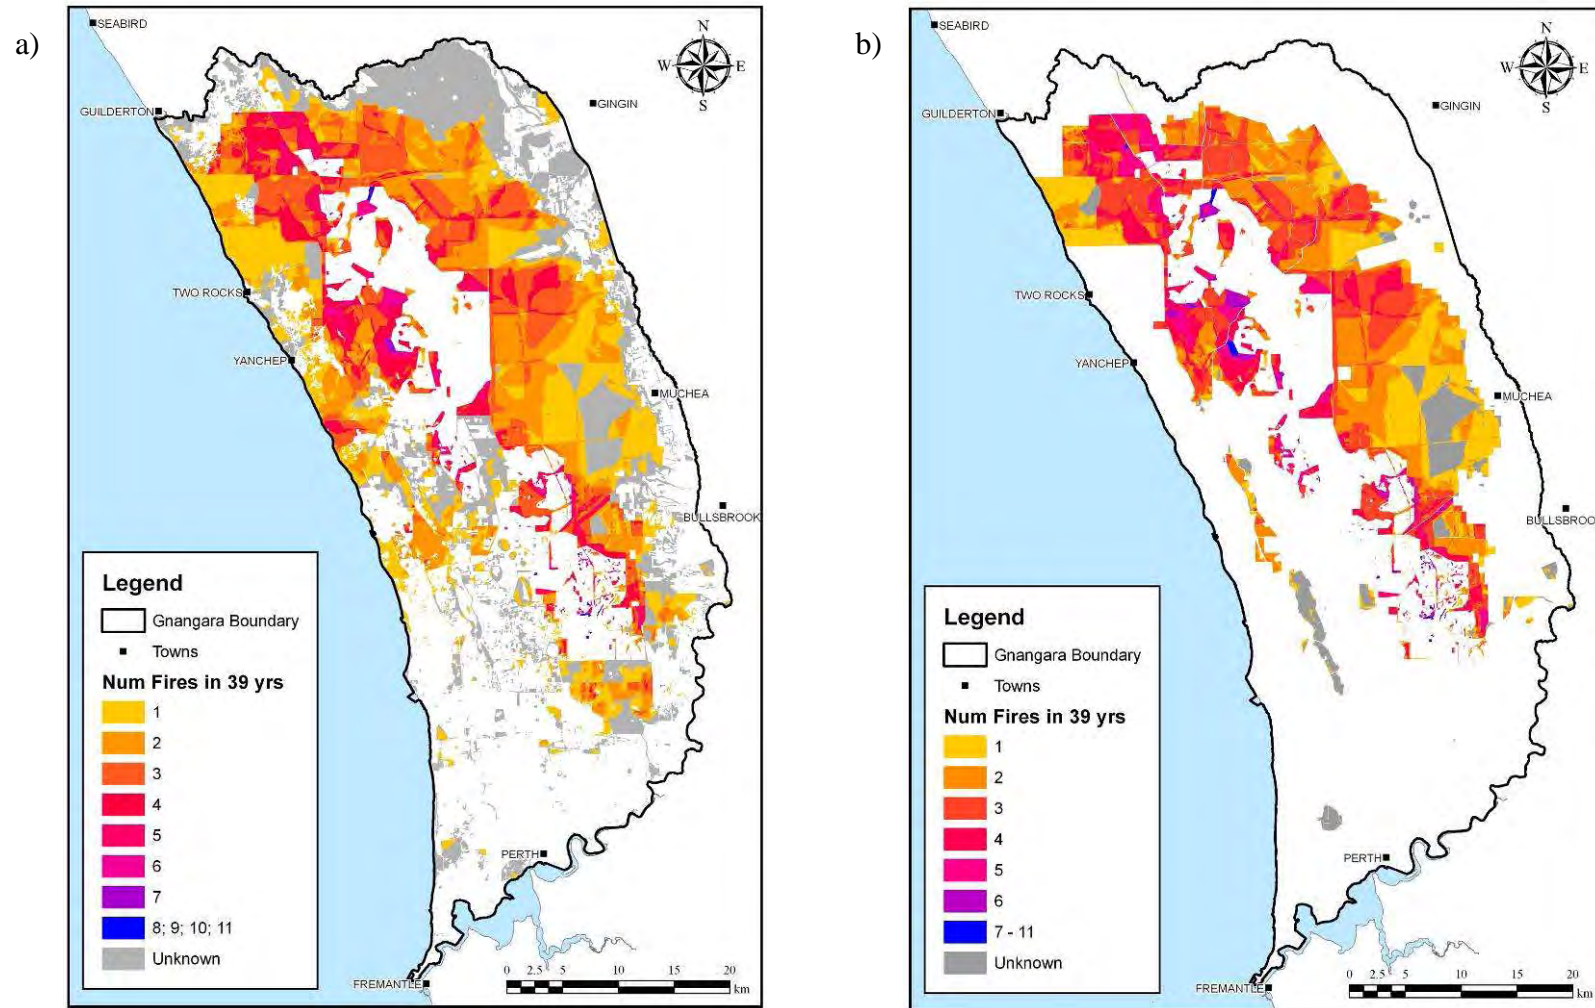 a)
SEABIRD
N
W
E
S
GINGIN
GUILDERTON
TWO ROCKS
YANCHEP
MUCHEA
BULLSBROOK
Legend
Gnangara Boundary
Towns
Num Fires in 39 yrs
1
2
3
4
5
6
7
8; 9; 10; 11
Unknown
PERTH
FREMANTLE
0 2.5 5 10 15 20
km
b)
SEABIRD
N
W
E
S
GINGIN
GUILDERTON
TWO ROCKS
YANCHEP
MUCHEA
BULLSBROO
Legend
Gnangara Boundary
Towns
Num Fires in 39 yrs
1
2
3
4
5
6
7 - 11
Unknown
PERTH
FREMANTLE
0 2.5 5 10 15 20
km